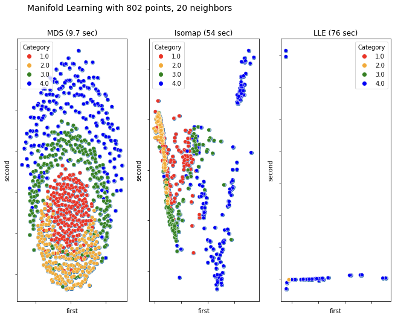 Manifold Learning with 802 points, 20 neighbors
MDS (9.7 sec)
Isomap (54 sec)
LLE (76 sec)
Category
1.0
2.0
3.0
4.0
Category
1.0
2.0
3.0
4.0
Category
1.0
2.0
3.0
4.0
second
second
second
first
first
first